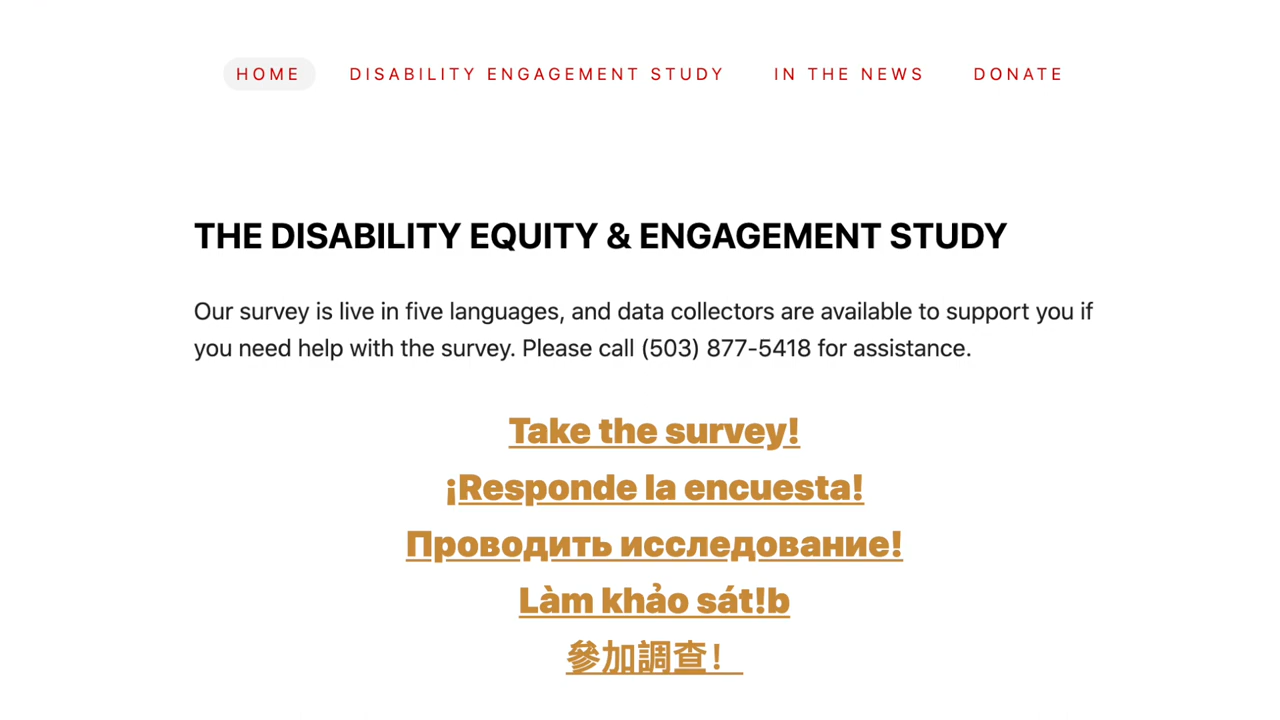 HOME DISABILITY ENGAGEMENT STUDY IN THE NEWS DONATE
THE DISABILITY EQUITY & ENGAGEMENT STUDY
Our survey is live in five languages, and data collectors are available to support you if
you need help with the survey. Please call (503) 877-5418 for assistance.
Take the survey!
¡Responde la encuesta!
Проводить исследование!
Làm khảo sát!b
參加調查！